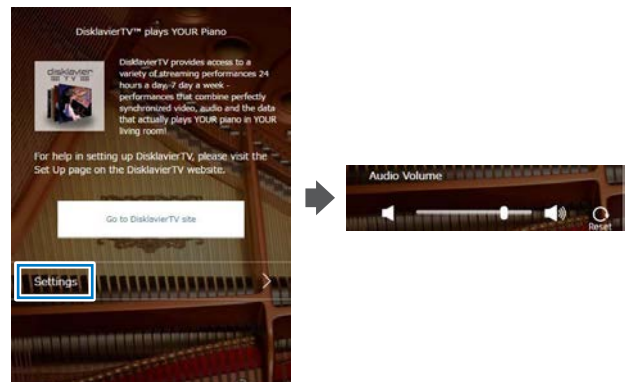 DisklavierTV™ plays YOUR Piano
disklavier
TV
DisklavierTV provides access to a
variety of streaming performances 24
hours a day, 7 day a week -
performances that combine perfectly
synchronized video, audio and the data
that actually plays YOUR piano in YOUR
living room!
For help in setting up DisklavierTV, please visit the
Set Up page on the DisklavierTV website.
Go to DisklavierTV site
Settings
Audio Volume
Reset